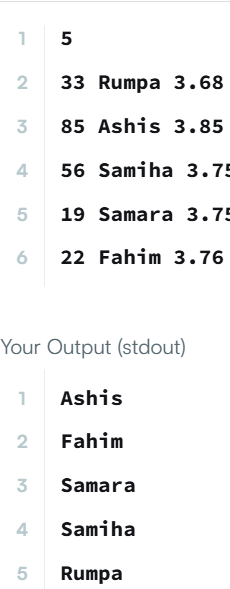 1 5
2 33 Rumpa 3.68
3 85 Ashis 3.85
4 56 Samiha 3.75
5 19 Samara 3.75
6 22 Fahim 3.76
Your Output (stdout)
1 Ashis
2 Fahim
3 Samara
4 Samiha
5 Rumpa